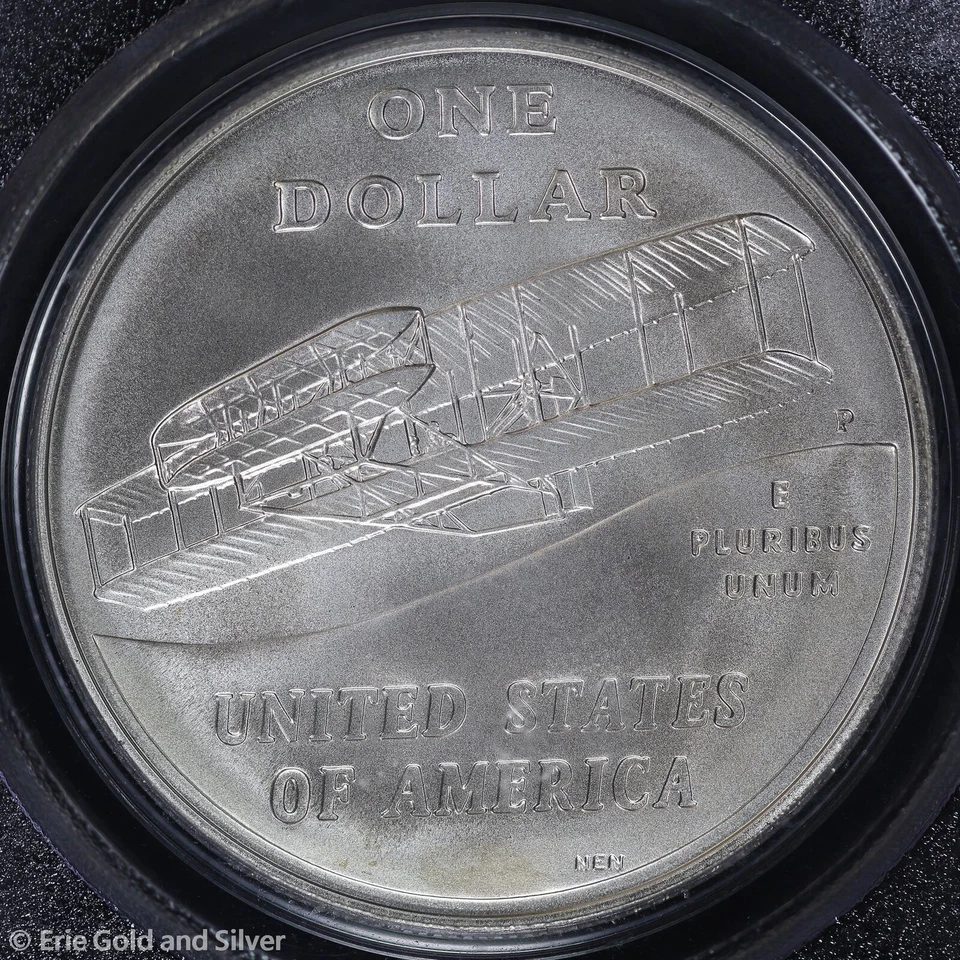 ONE
DOLLAR
P
E
PLURIBUS
UNUM
UNITED STATES
OF AMERICA
NEN
© Erie Gold and Silver